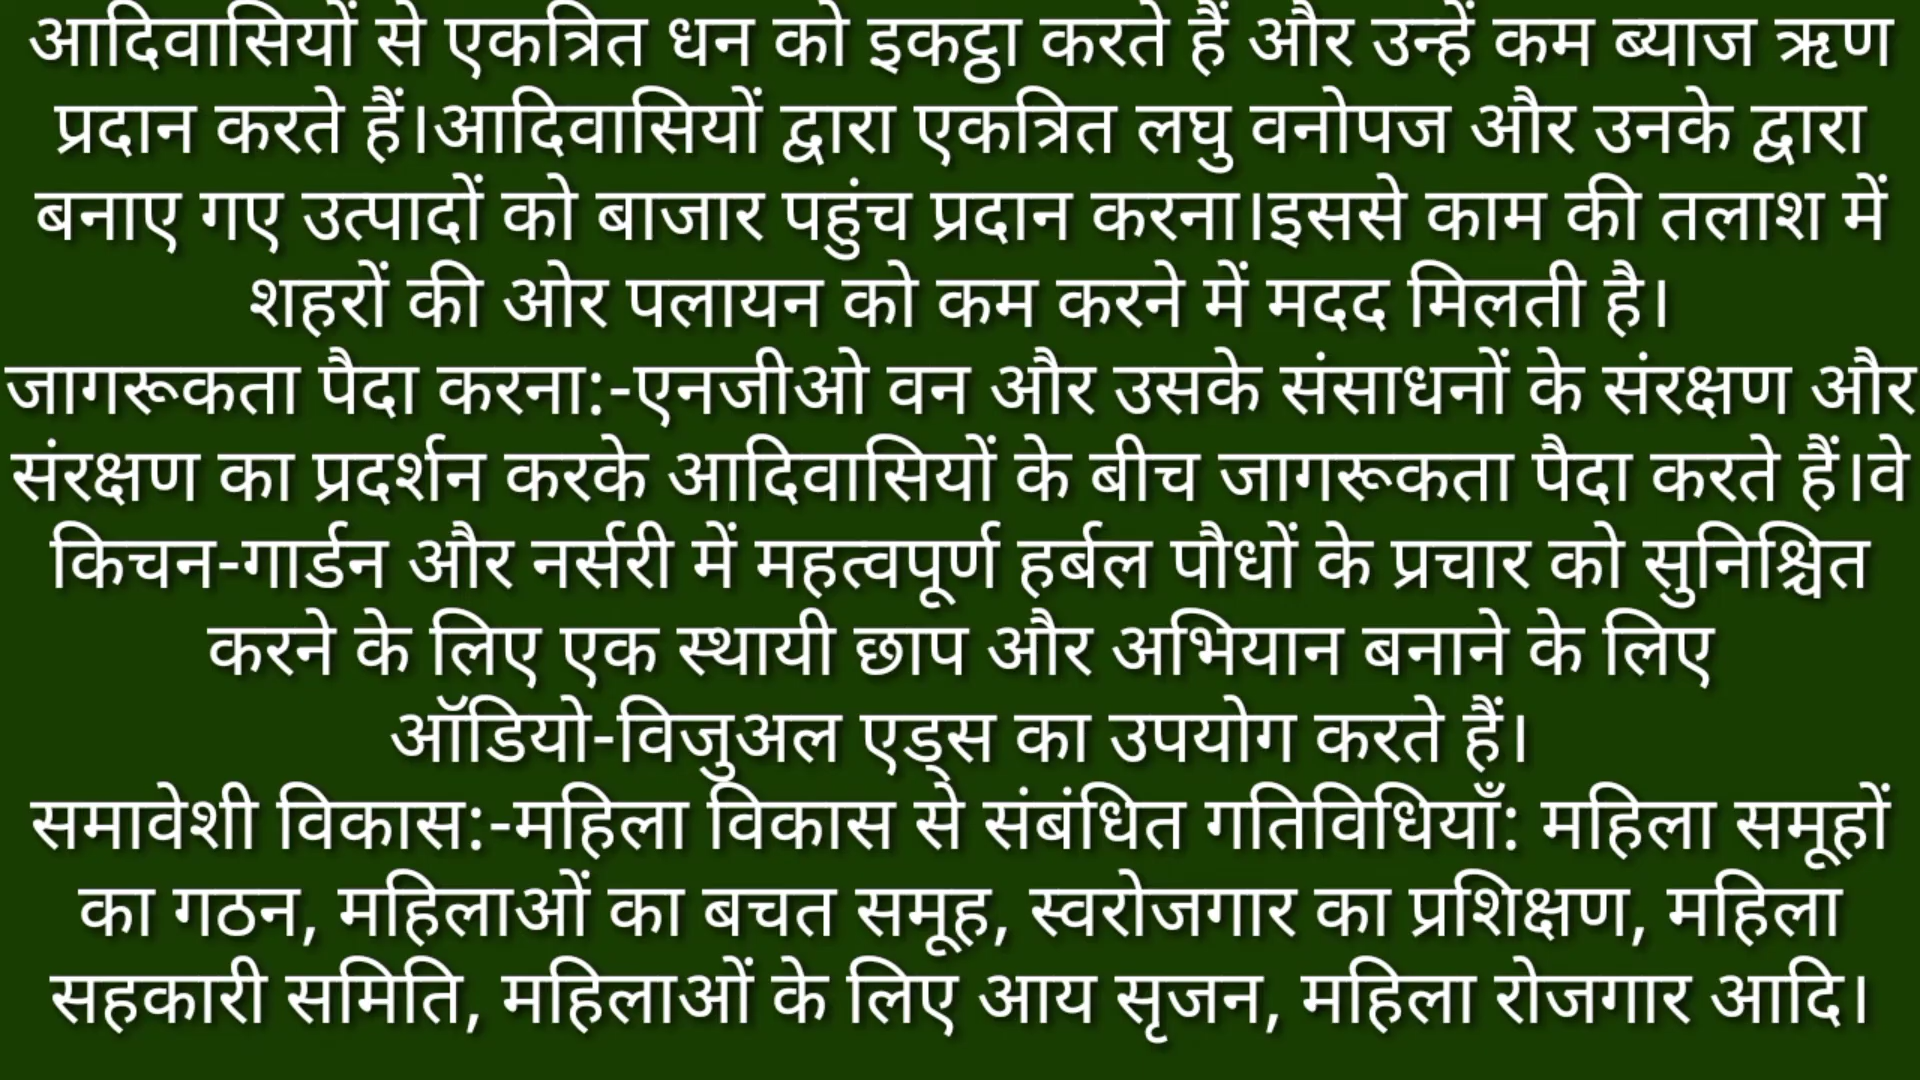 आदिवासियों से एकत्रित धन को इकट्ठा करते हैं और उन्हें कम ब्याज ऋण
प्रदान करते हैं।आदिवासियों द्वारा एकत्रित लघु वनोपज और उनके द्वारा
बनाए गए उत्पादों को बाजार पहुंच प्रदान करना।इससे काम की तलाश में
शहरों की ओर पलायन को कम करने में मदद मिलती है।
जागरूकता पैदा करना:-एनजीओ वन और उसके संसाधनों के संरक्षण और
संरक्षण का प्रदर्शन करके आदिवासियों के बीच जागरूकता पैदा करते हैं।वे
किचन-गार्डन और नर्सरी में महत्वपूर्ण हर्बल पौधों के प्रचार को सुनिश्चित
करने के लिए एक स्थायी छाप और अभियान बनाने के लिए
ऑडियो-विजुअल एड्स का उपयोग करते हैं।
समावेशी विकास:-महिला विकास से संबंधित गतिविधियाँ: महिला समूहों
का गठन, महिलाओं का बचत समूह, स्वरोजगार का प्रशिक्षण, महिला
सहकारी समिति, महिलाओं के लिए आय सृजन, महिला रोजगार आदि।